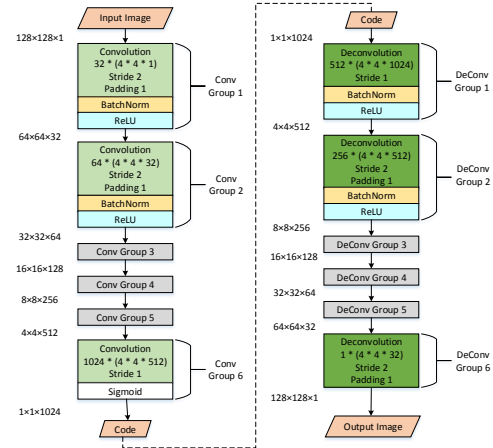 Input Image
128×128×1
Convolution
32 * (4 * 4 * 1)
Stride 2
Padding 1
BatchNorm
ReLU
Conv
Group 1
64×64×32
Convolution
64 * (4 * 4 * 32)
Stride 2
Padding 1
BatchNorm
ReLU
Conv
Group 2
32×32×64
Conv Group 3
16×16×128
Conv Group 4
8×8×256
Conv Group 5
4×4×512
Convolution
1024 * (4 * 4 * 512)
Stride 1
Sigmoid
Conv
Group 6
1×1×1024
Code
Code
1×1×1024
Deconvolution
512 * (4 * 4 * 1024)
Stride 1
BatchNorm
ReLU
DeConv
Group 1
4×4×512
Deconvolution
256 * (4 * 4 * 512)
Stride 2
Padding 1
BatchNorm
ReLU
DeConv
Group 2
8×8×256
DeConv Group 3
16×16×128
DeConv Group 4
32×32×64
DeConv Group 5
64×64×32
Deconvolution
1 * (4 * 4 * 32)
Stride 2
Padding 1
DeConv
Group 6
128×128×1
Output Image